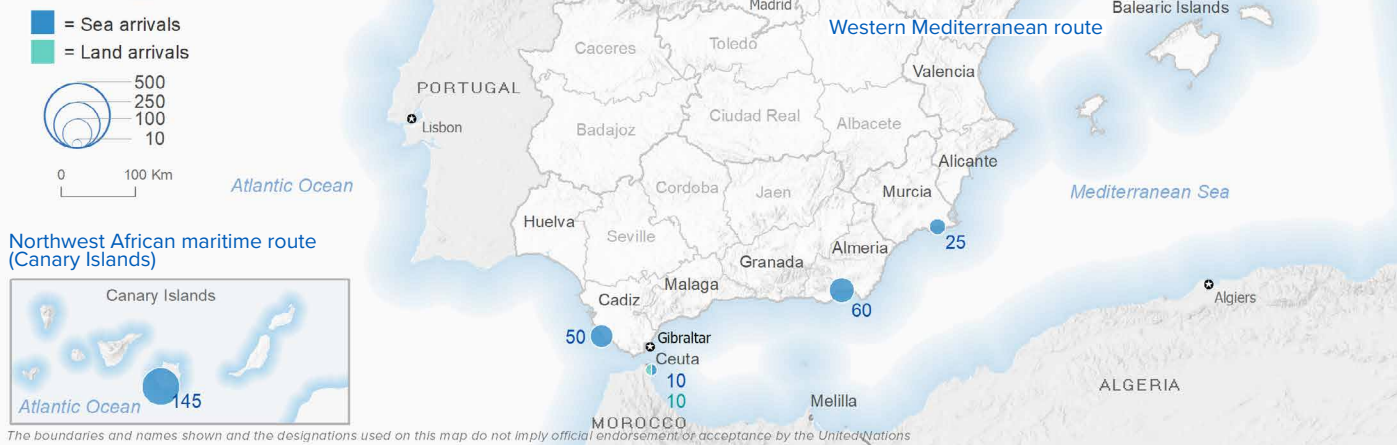 = Sea arrivals
= Land arrivals
500
250
100
10
0 100 Km
Madrid
Western Mediterranean route
Balearic Islands
Caceres
Toledo
Valencia
PORTUGAL
Lisbon
Badajoz
Ciudad Real
Albacete
Alicante
Atlantic Ocean
Cordoba
Jaen
Murcia
Mediterranean Sea
Huelva
Seville
Almeria
25
Granada
Malaga
Cadiz
60
50
Gibraltar
Ceuta
10
10
Algiers
ALGERIA
Melilla
MOROCCO
Northwest African maritime route
(Canary Islands)
Canary Islands
145
Atlantic Ocean
The boundaries and names shown and the designations used on this map do not imply official endorsement or acceptance by the United Nations